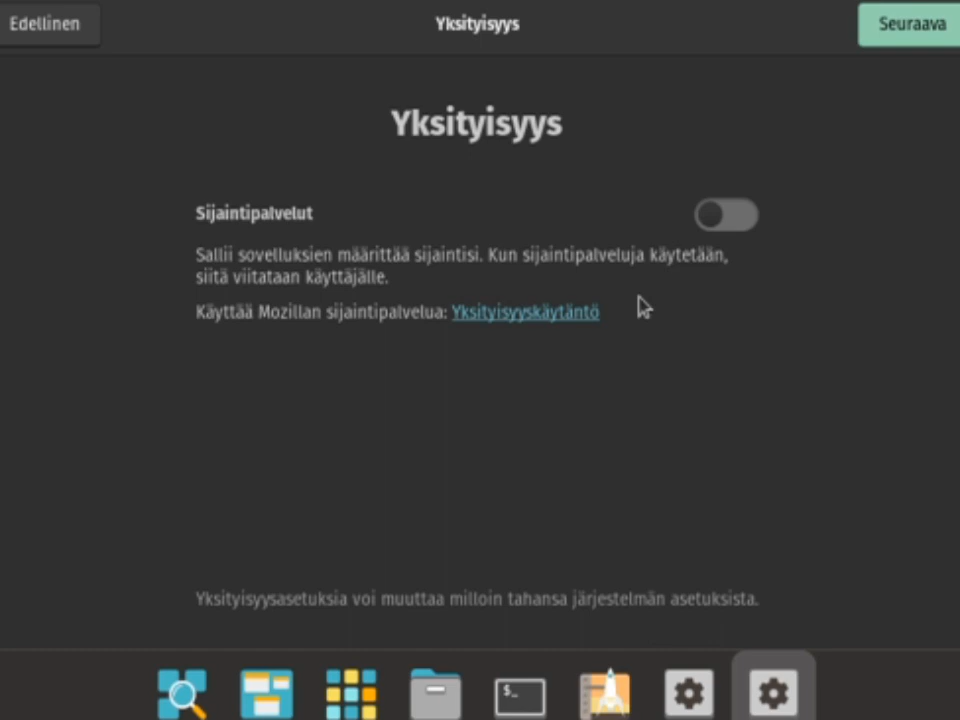 Edellinen
Yksityisyys
Seuraava
Yksityisyys
Sijaintipalvelut
Sallii sovelluksien määrittää sijaintisi. Kun sijaintipalveluja käytetään,
siitä viitataan käyttäjälle.
Käyttää Mozillan sijaintipalvelua: Yksityisyyskäytäntö
Yksityisyysasetuksia voi muuttaa milloin tahansa järjestelmän asetuksista.
$_